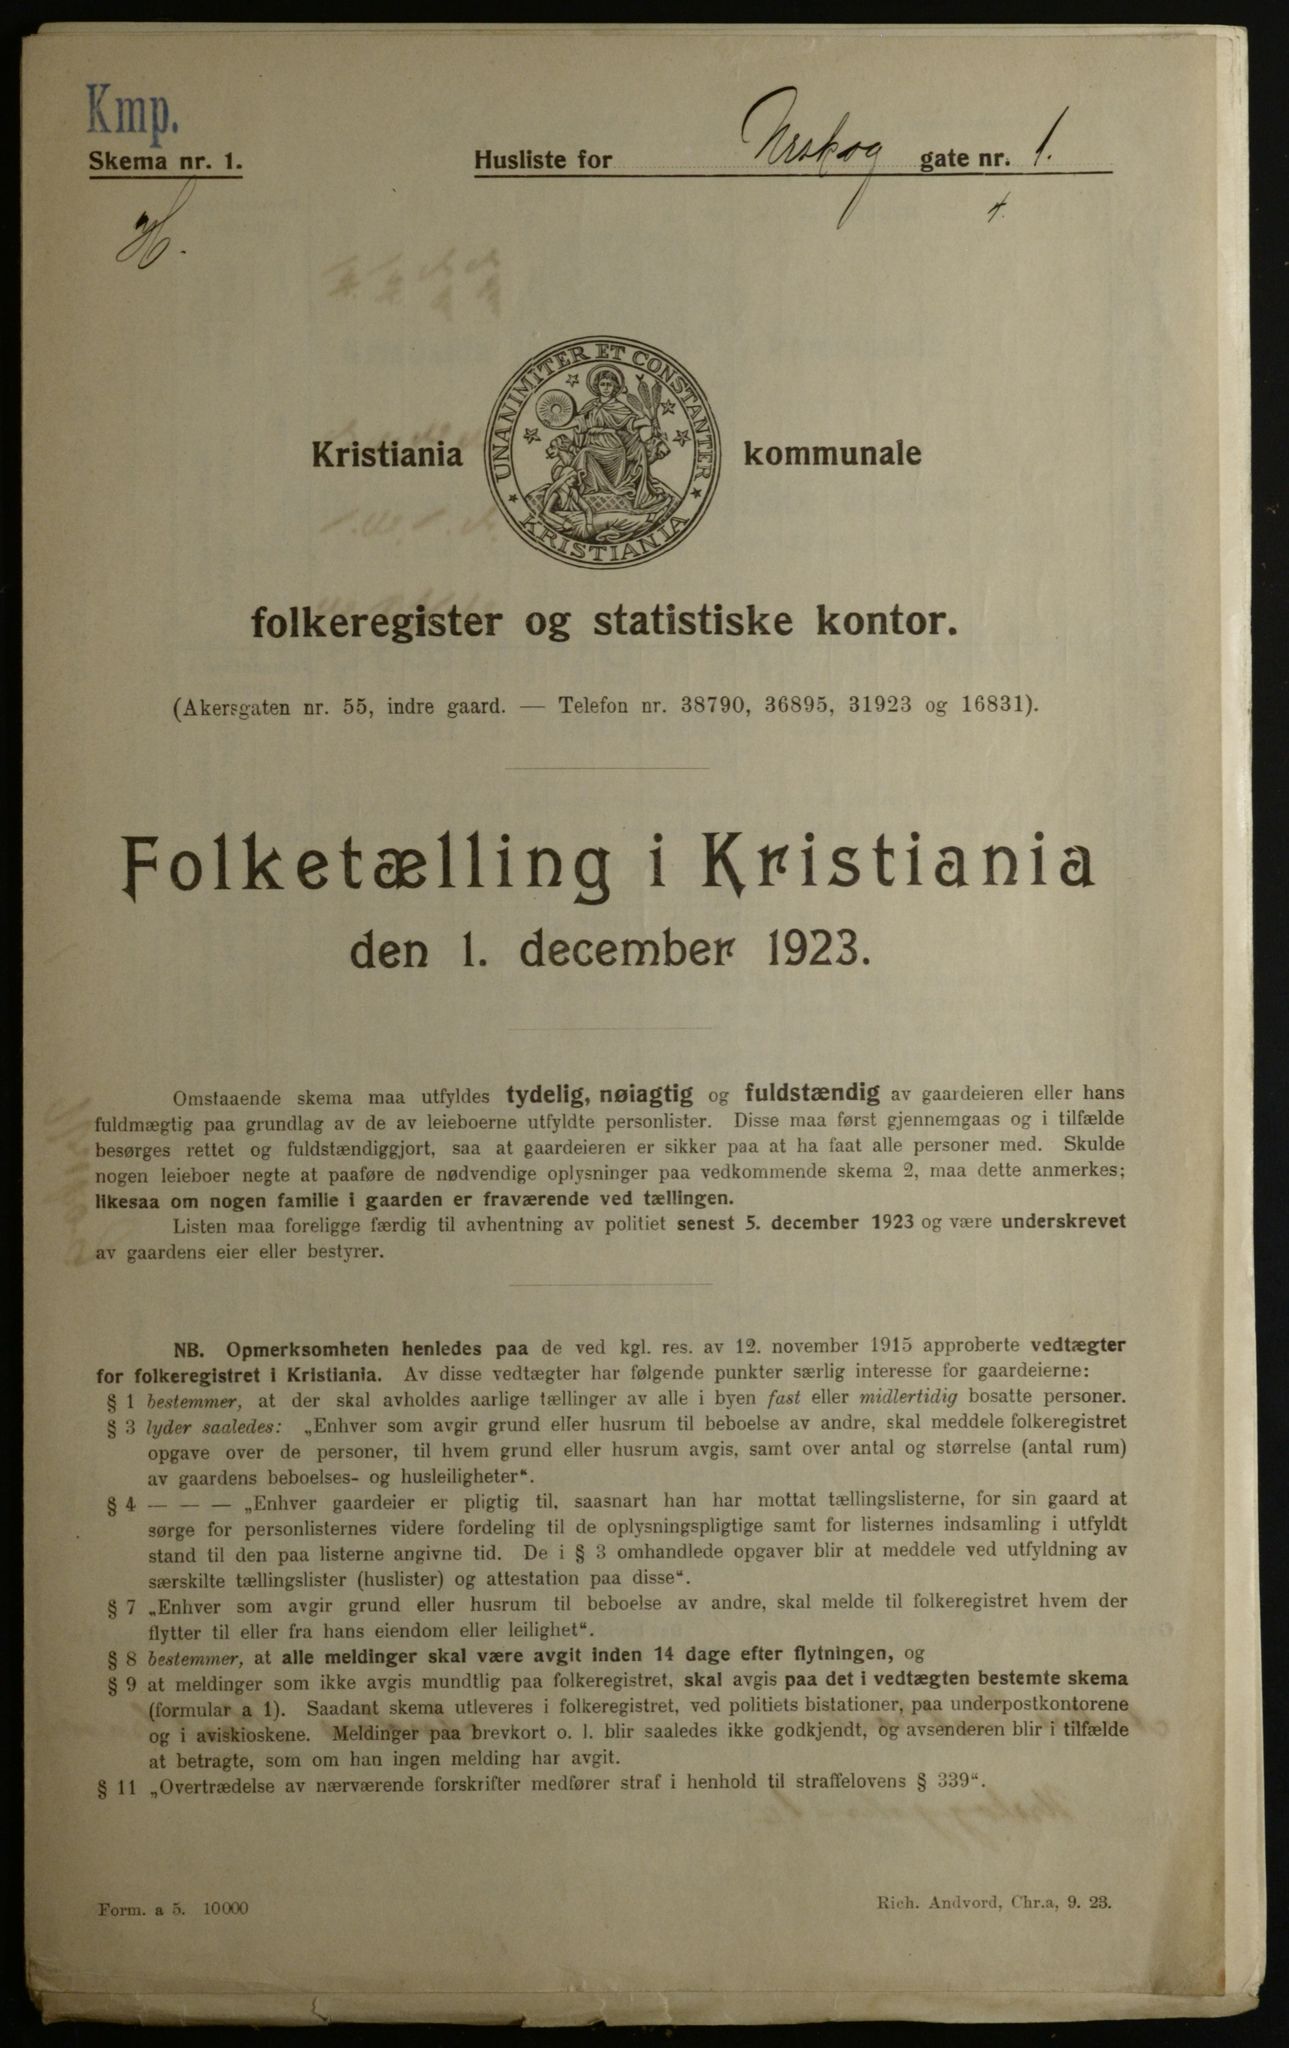 Kmp.
Skema nr. 1.
Husliste for Urskog gate nr. 1.
H.
UNANIMITER ET CONSTANTER
KRISTIANIA
Kristiania kommunale
folkeregister og statistiske kontor.
(Akersgaten nr. 55, indre gaard. — Telefon nr. 38790, 36895, 31923 og 16831).
Folketælling i Kristiania
den 1. december 1923.
Omstaaende skema maa utfyldes tydelig, nøiagtig og fuldstændig av gaardeieren eller hans
fuldmægtig paa grundlag av de av leieboerne utfyldte personlister. Disse maa først gjennemgaas og i tilfælde
besørges rettet og fuldstændiggjort, saa at gaardeieren er sikker paa at ha faat alle personer med. Skulde
nogen leieboer negte at paaføre de nødvendige oplysninger paa vedkommende skema 2, maa dette anmerkes;
likesaa om nogen familie i gaarden er fraværende ved tællingen.
Listen maa foreligge færdig til avhentning av politiet senest 5. december 1923 og være underskrevet
av gaardens eier eller bestyrer.
NB. Opmerksomheten henledes paa de ved kgl. res. av 12. november 1915 approberte vedtægter
for folkeregistret i Kristiania. Av disse vedtægter har følgende punkter særlig interesse for gaardeierne:
§ 1 bestemmer, at der skal avholdes aarlige tællinger av alle i byen fast eller midlertidig bosatte personer.
§ 3 lyder saaledes: „Enhver som avgir grund eller husrum til beboelse av andre, skal meddele folkeregistret
opgave over de personer, til hvem grund eller husrum avgis, samt over antal og størrelse (antal rum)
av gaardens beboelses- og husleiligheter“.
§ 4 — — — „Enhver gaardeier er pligtig til, saasnart han har mottat tællingslisterne, for sin gaard at
sørge for personlisternes videre fordeling til de oplysningspligtige samt for listernes indsamling i utfyldt
stand til den paa listerne angivne tid. De i § 3 omhandlede opgaver blir at meddele ved utfyldning av
særskilte tællingslister (huslister) og attestation paa disse“.
§ 7 „Enhver som avgir grund eller husrum til beboelse av andre, skal melde til folkeregistret hvem der
flytter til eller fra hans eiendom eller leilighet“.
§ 8 bestemmer, at alle meldinger skal være avgit inden 14 dage efter flytningen, og
§ 9 at meldinger som ikke avgis mundtlig paa folkeregistret, skal avgis paa det i vedtægten bestemte skema
(formular a 1). Saadant skema utleveres i folkeregistret, ved politiets bistationer, paa underpostkontorene
og i aviskioskene. Meldinger paa brevkort o. l. blir saaledes ikke godkjendt, og avsenderen blir i tilfælde
at betragte, som om han ingen melding har avgit.
§ 11 „Overtrædelse av nærværende forskrifter medfører straf i henhold til straffelovens § 339“.
Form. a 5. 10000
Rich. Andvord, Chr.a, 9. 23.